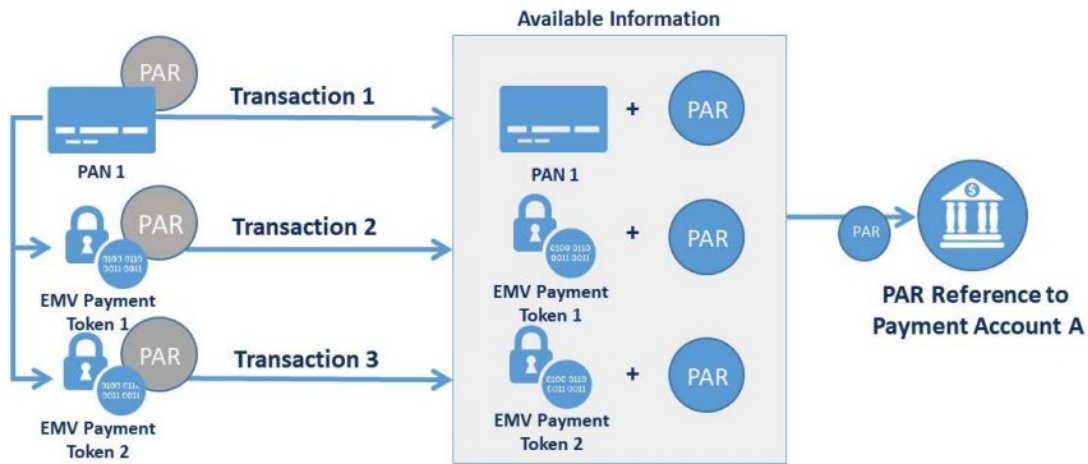 Available Information
PAR
Transaction 1
PAN 1
PAN 1
+
PAR
PAR
Transaction 2
0100 0110
0011 0011
EMV Payment
Token 1
0100 0110
0011 0011
EMV Payment
Token 1
+
PAR
PAR
$
PAR Reference to
Payment Account A
PAR
Transaction 3
0100 011
0011 0011
EMV Payment
Token 2
0100 0110
0011 0011
EMV Payment
Token 2
+
PAR